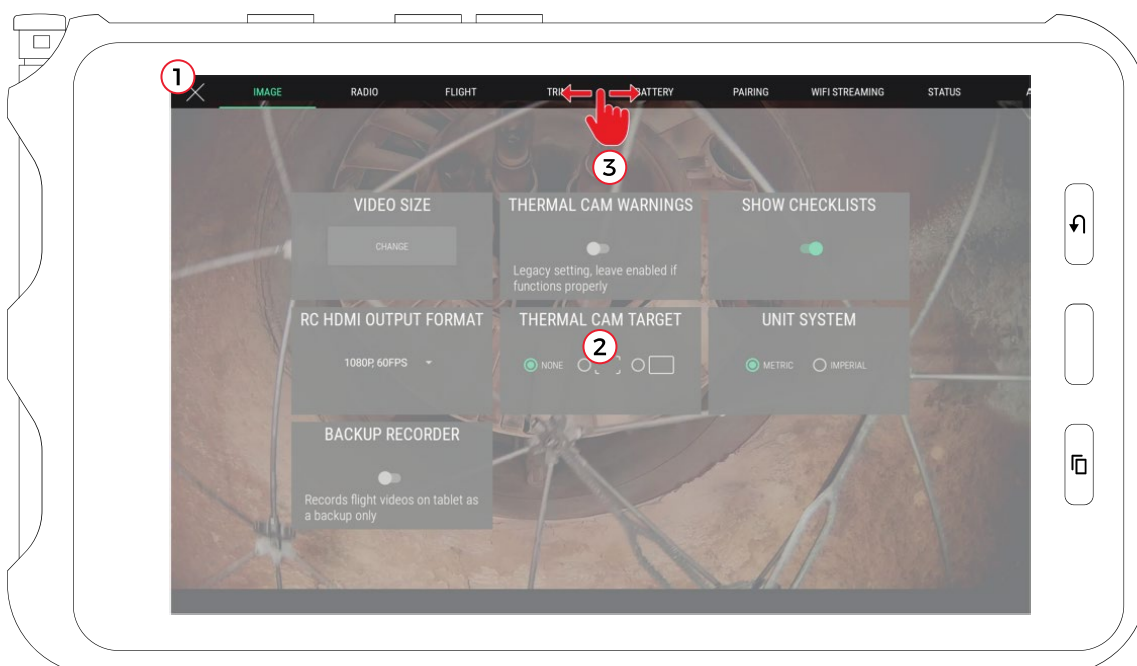 1
IMAGE RADIO FLIGHT BATTERY PAIRING WIFI STREAMING STATUS
3
VIDEO SIZE
CHANGE
THERMAL CAM WARNINGS
Legacy setting, leave enabled if
functions properly
SHOW CHECKLISTS
RC HDMI OUTPUT FORMAT
1080P, 60FPS
THERMAL CAM TARGET
2
NONE
UNIT SYSTEM
METRIC IMPERIAL
BACKUP RECORDER
Records flight videos on tablet as
a backup only